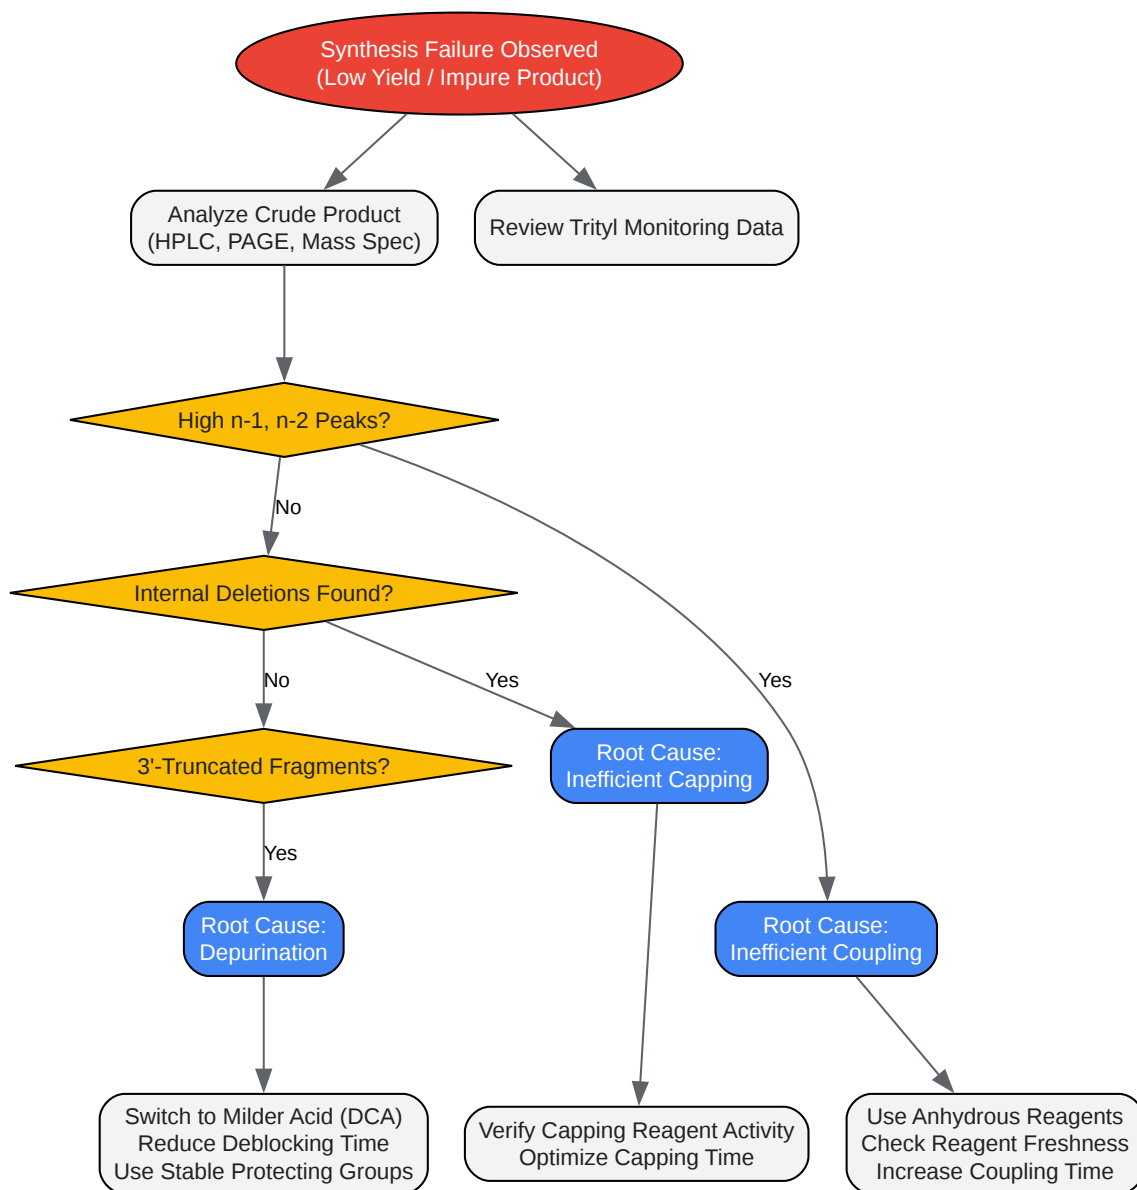 Synthesis Failure Observed
(Low Yield / Impure Product)
Analyze Crude Product
(HPLC, PAGE, Mass Spec)
Review Trityl Monitoring Data
High n-1, n-2 Peaks?
No
Internal Deletions Found?
No
Yes
Yes
3'-Truncated Fragments?
Root Cause:
Inefficient Capping
Yes
Root Cause:
Depurination
Root Cause:
Inefficient Coupling
Switch to Milder Acid (DCA)
Reduce Deblocking Time
Use Stable Protecting Groups
Verify Capping Reagent Activity
Optimize Capping Time
Use Anhydrous Reagents
Check Reagent Freshness
Increase Coupling Time